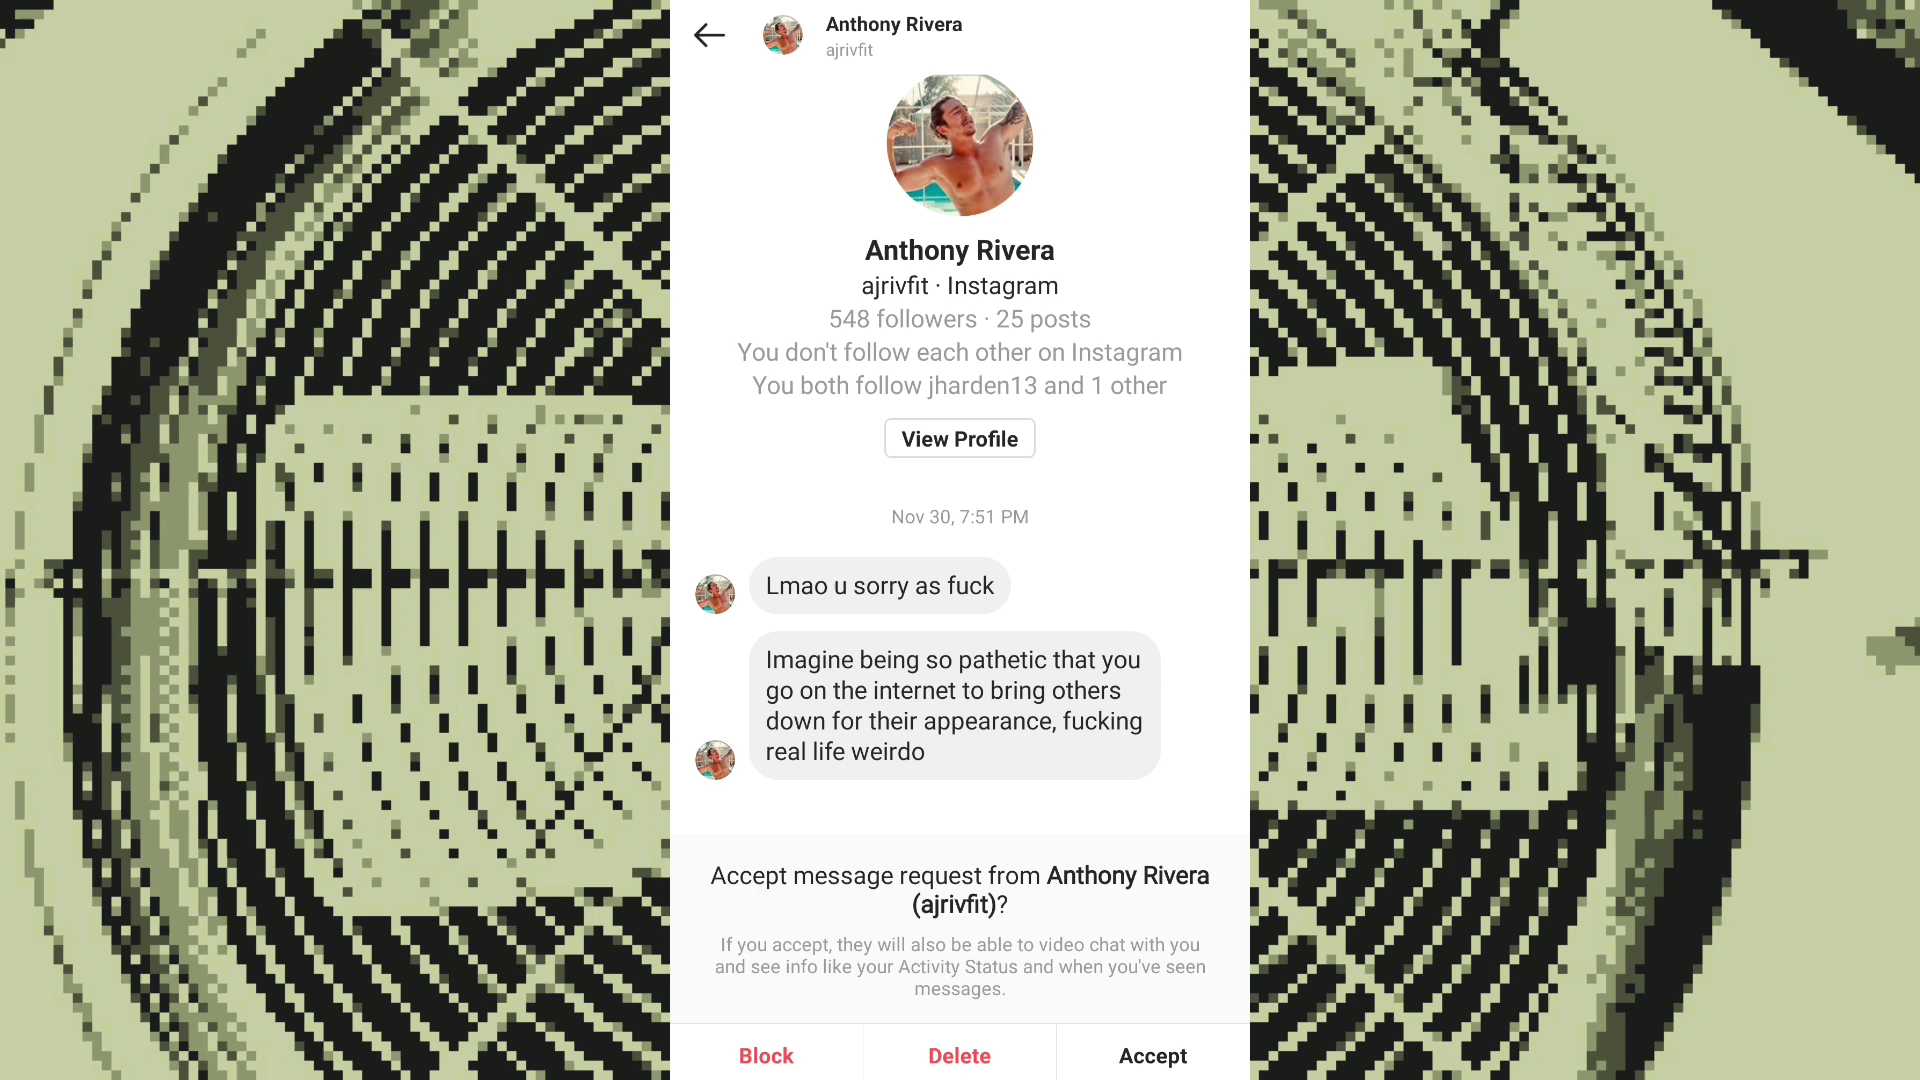 Anthony Rivera
ajrivfit
Anthony Rivera
ajrivfit · Instagram
548 followers · 25 posts
You don't follow each other on Instagram
You both follow jharden13 and 1 other
View Profile
Nov 30, 7:51 PM
Lmao u sorry as fuck
Imagine being so pathetic that you
go on the internet to bring others
down for their appearance, fucking
real life weirdo
Accept message request from Anthony Rivera
(ajrivfit)?
If you accept, they will also be able to video chat with you
and see info like your Activity Status and when you've seen
messages.
Block
Delete
Accept